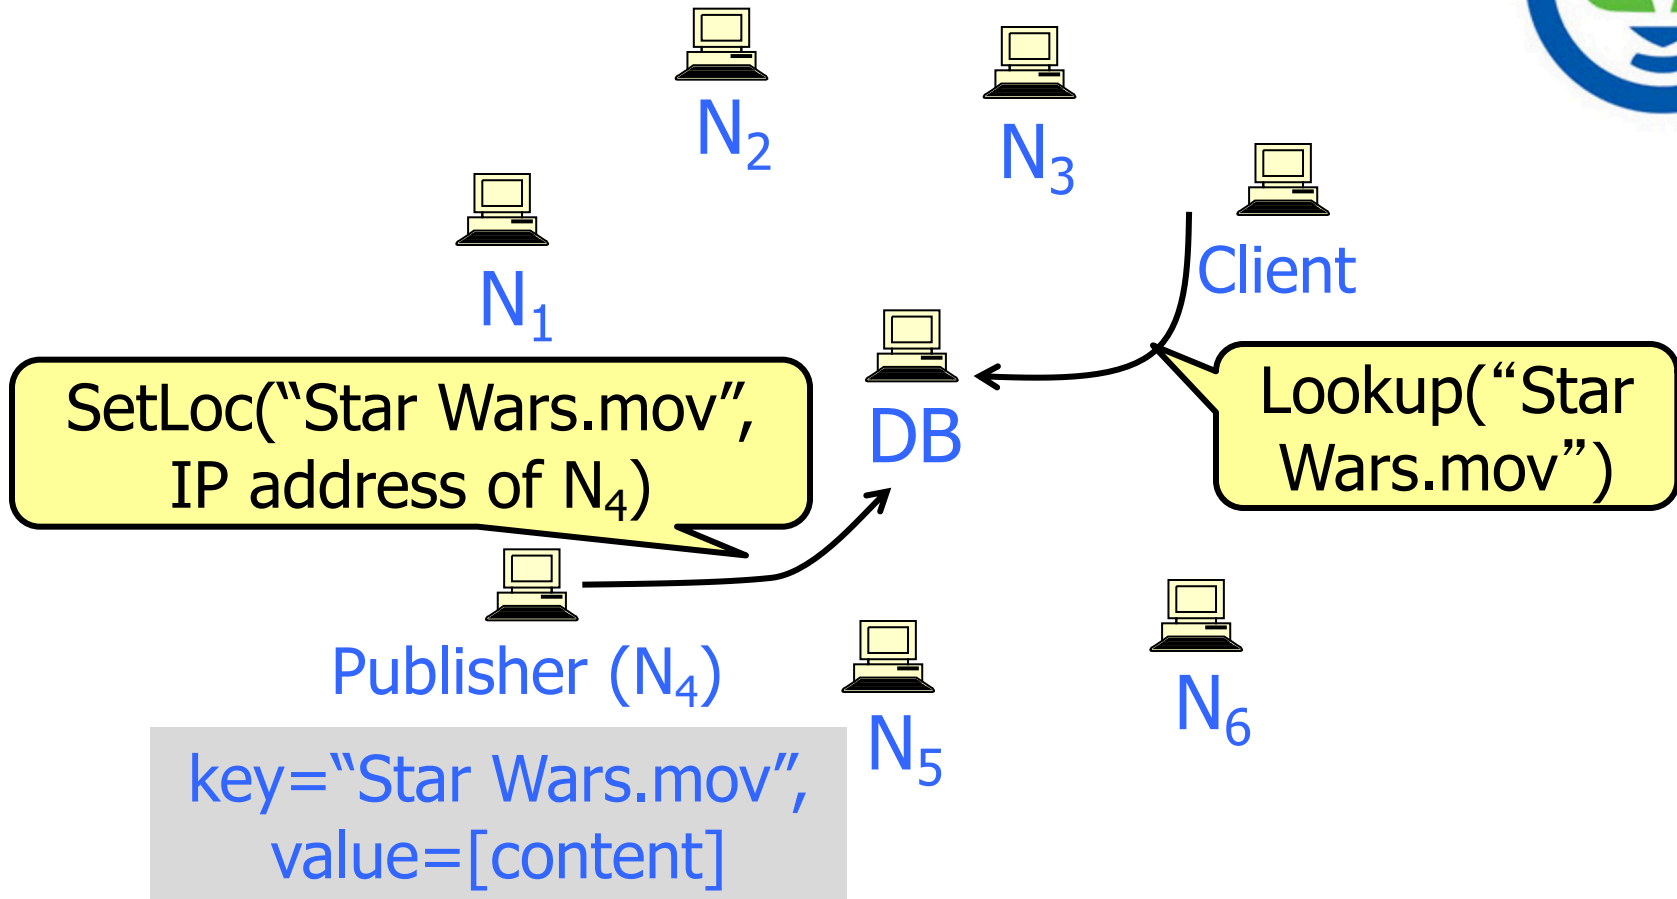 N₂
N₃
N₁
Client
SetLoc(“Star Wars.mov”,
IP address of N₄)
DB
Lookup(“Star
Wars.mov”)
Publisher (N₄)
N₅
N₆
key=“Star Wars.mov”,
value=[content]